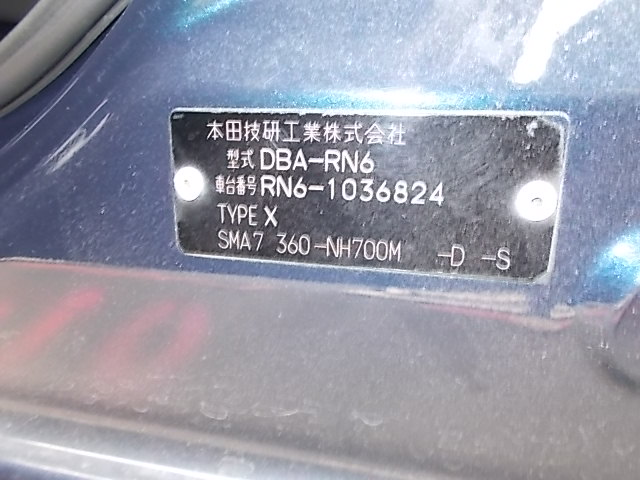 本田技研工業株式会社
型式 DBA-RN6
車台番号 RN6-1036824
TYPE X
SMA7 360-NH700M -D -S